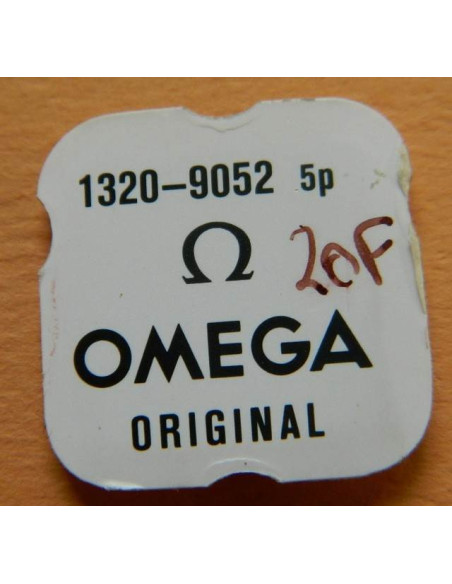 1320-9052 5p
Ω
20F
OMEGA
ORIGINAL